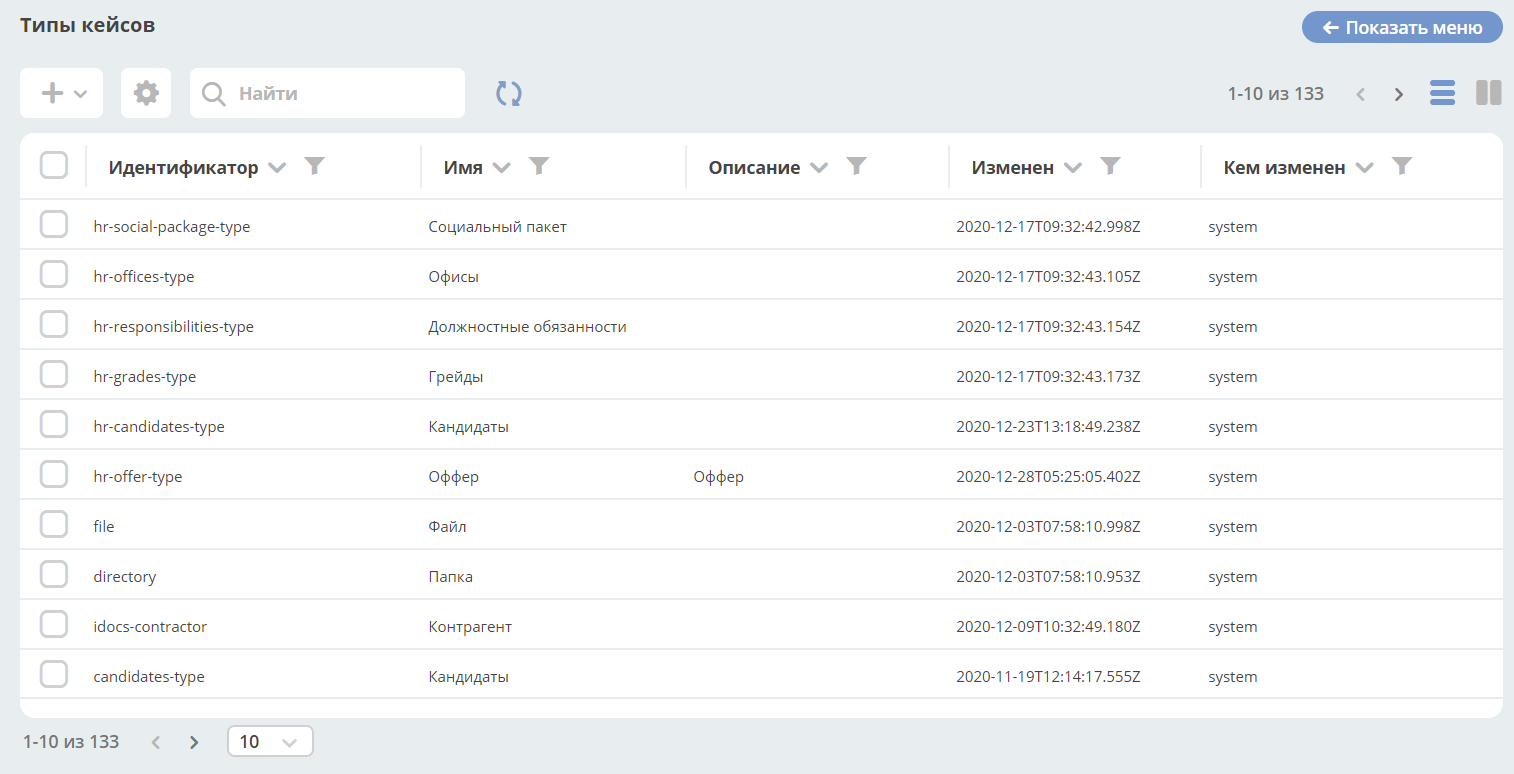 Типы кейсов
Показать меню
Найти
1-10 из 133
Идентификатор Имя Описание Изменен Кем изменен
hr-social-package-type Социальный пакет 2020-12-17T09:32:42.998Z system
hr-offices-type Офисы 2020-12-17T09:32:43.105Z system
hr-responsibilities-type Должностные обязанности 2020-12-17T09:32:43.154Z system
hr-grades-type Грейды 2020-12-17T09:32:43.173Z system
hr-candidates-type Кандидаты 2020-12-23T13:18:49.238Z system
hr-offer-type Оффер Оффер 2020-12-28T05:25:05.402Z system
file Файл 2020-12-03T07:58:10.998Z system
directory Папка 2020-12-03T07:58:10.953Z system
idocs-contractor Контрагент 2020-12-09T10:32:49.180Z system
candidates-type Кандидаты 2020-11-19T12:14:17.555Z system
1-10 из 133 10